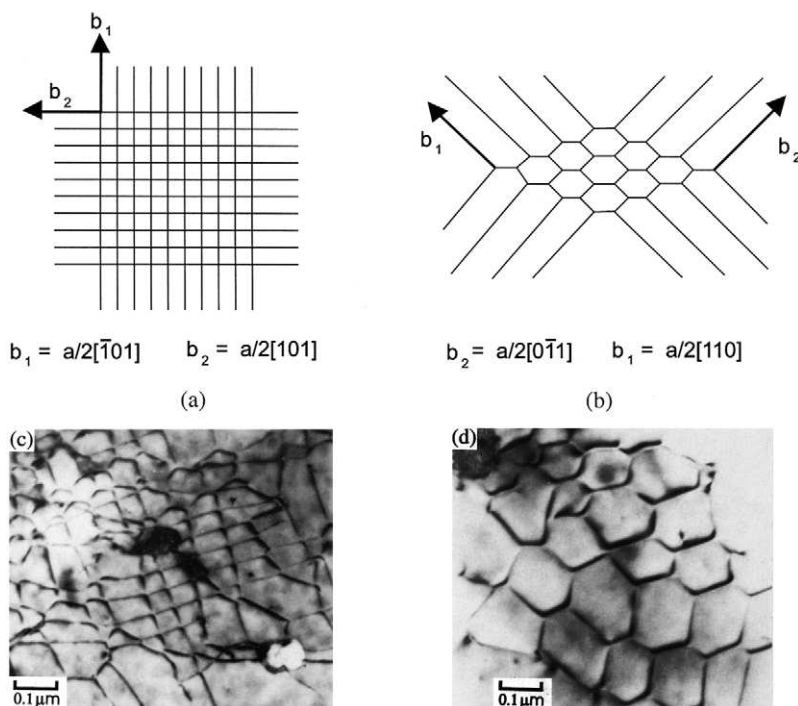 b₁
b₂
b₁ = a/2[1̄01] b₂ = a/2[101]
(a)
b₁
b₂
b₂ = a/2[01̄1] b₁ = a/2[110]
(b)
(c)
0.1 μm
(d)
0.1 μm